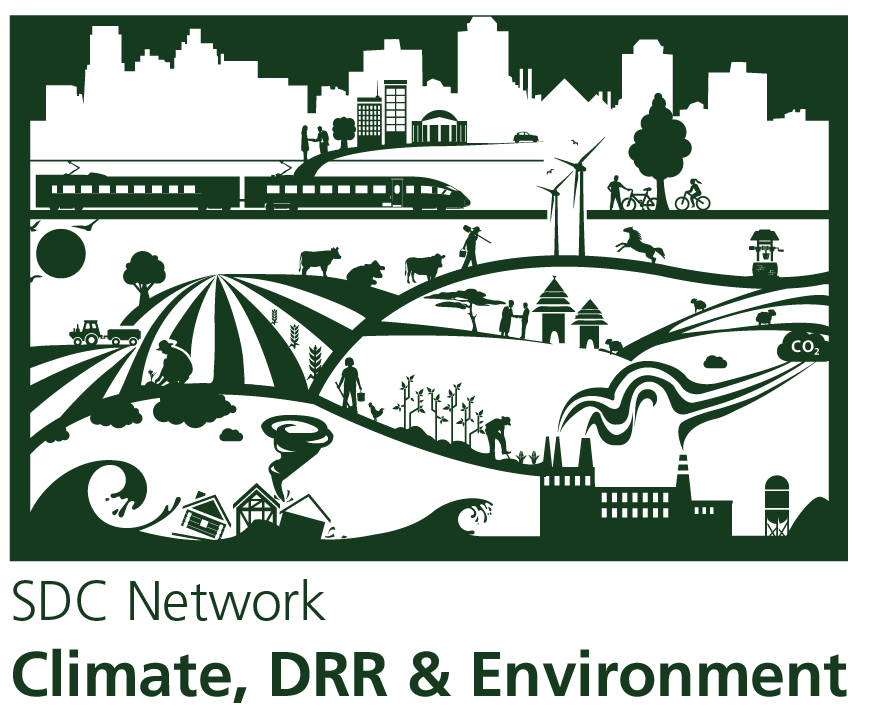 CO₂
SDC Network
Climate, DRR & Environment